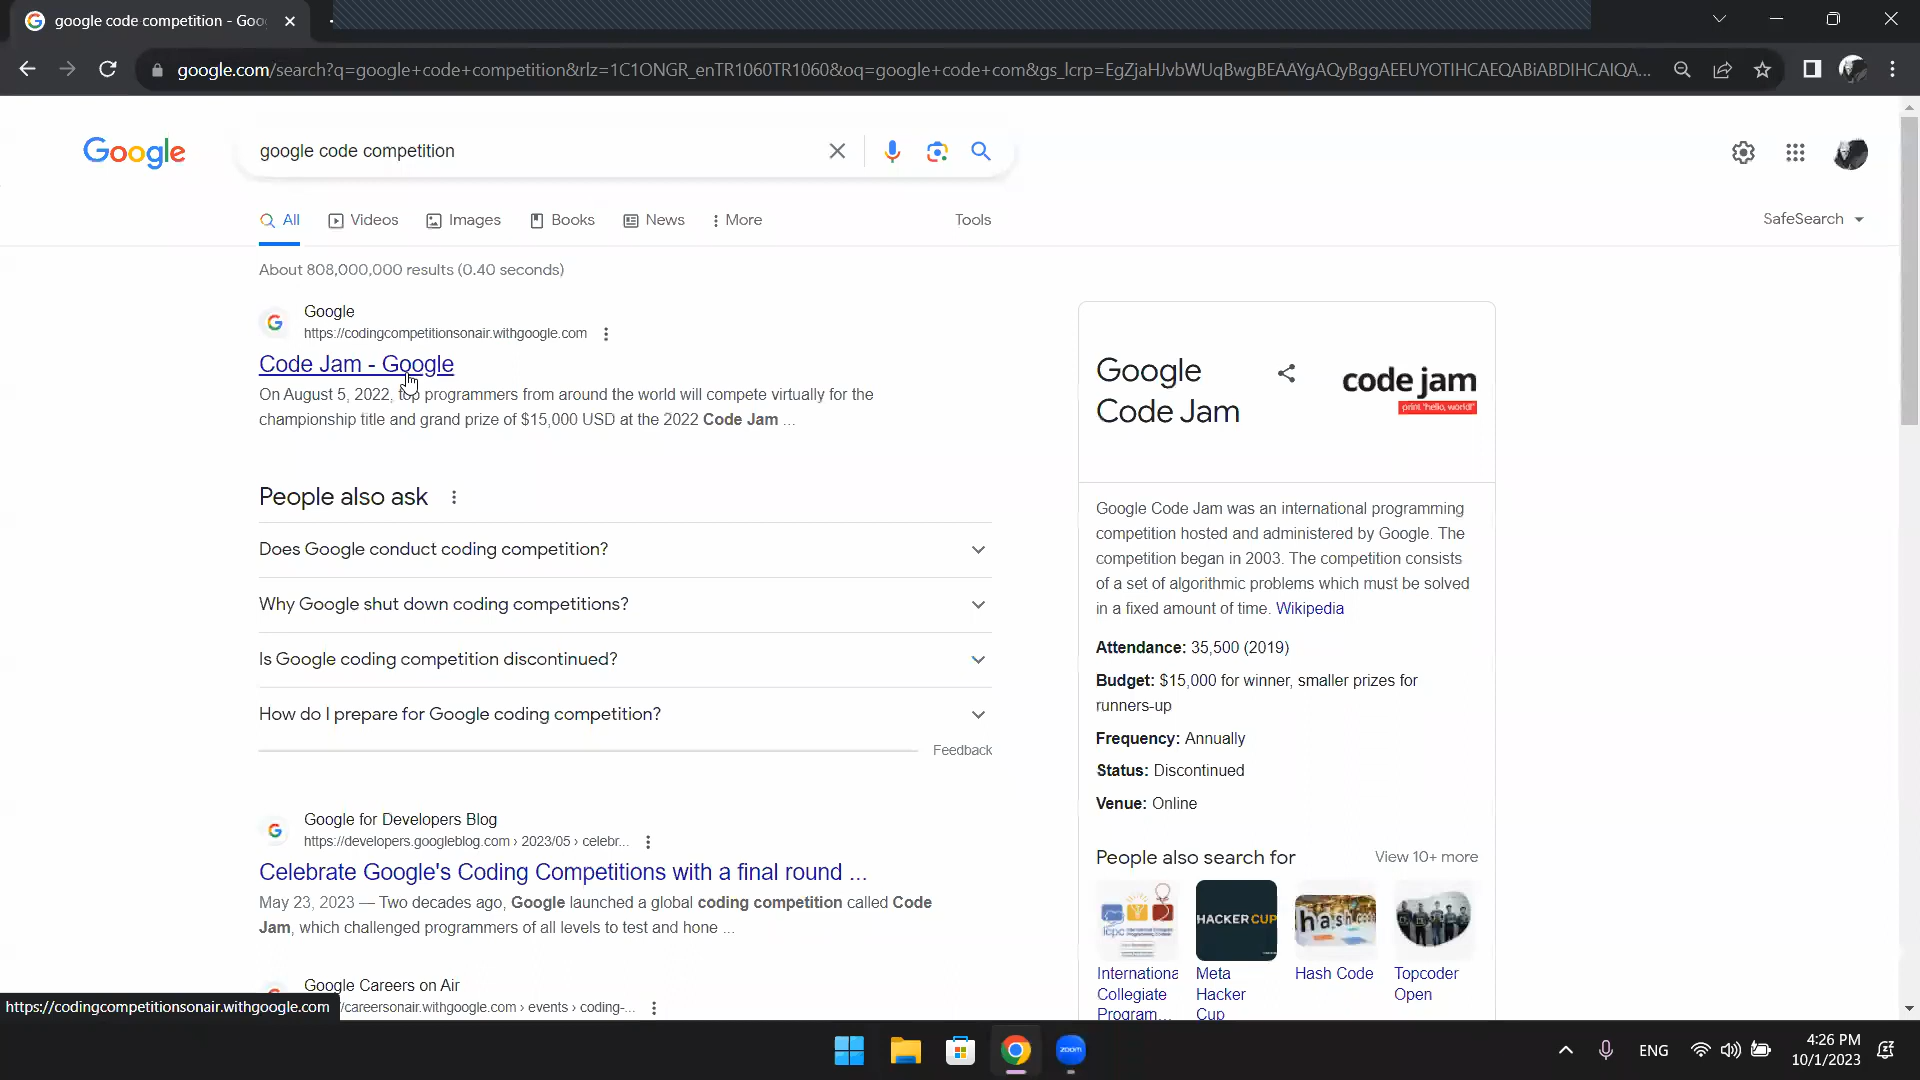 google code competition - Goo
google.com/search?q=google+code+competition&rlz=1C1ONGR_enTR1060TR1060&oq=google+code+com&gs_lcrp=EgZjaHJvbWUqBwgBEAAYgAQyBggAEEUYOTIHCAEQABiABDIHCAIQA...
Google
google code competition
All
Videos
Images
Books
News
More
Tools
SafeSearch
About 808,000,000 results (0.40 seconds)
Google
https://codingcompetitionsonair.withgoogle.com
Code Jam - Google
On August 5, 2022, top programmers from around the world will compete virtually for the
championship title and grand prize of $15,000 USD at the 2022 Code Jam ...
People also ask
Does Google conduct coding competition?
Why Google shut down coding competitions?
Is Google coding competition discontinued?
How do I prepare for Google coding competition?
Feedback
Google for Developers Blog
https://developers.googleblog.com › 2023/05 › celebr...
Celebrate Google's Coding Competitions with a final round ...
May 23, 2023 — Two decades ago, Google launched a global coding competition called Code
Jam, which challenged programmers of all levels to test and hone ...
Google Careers on Air
/careersonair.withgoogle.com › events › coding-...
https://codingcompetitionsonair.withgoogle.com
Google
Code Jam
code jam
print "hello, world!"
Google Code Jam was an international programming
competition hosted and administered by Google. The
competition began in 2003. The competition consists
of a set of algorithmic problems which must be solved
in a fixed amount of time. Wikipedia
Attendance: 35,500 (2019)
Budget: $15,000 for winner, smaller prizes for
runners-up
Frequency: Annually
Status: Discontinued
Venue: Online
People also search for
View 10+ more
icpc
HACKER CUP
hash code
Internationa
Collegiate
Program...
Meta
Hacker
Cup
Hash Code
Topcoder
Open
zoom
ENG
4:26 PM
10/1/2023